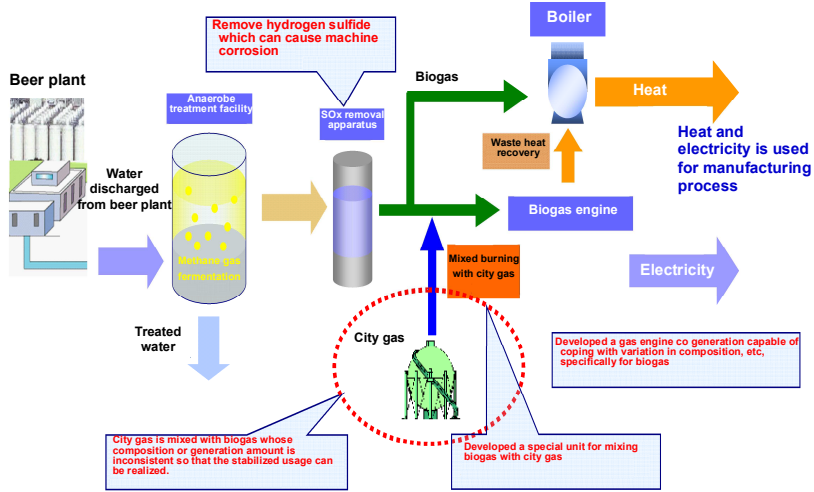 Remove hydrogen sulfide
which can cause machine
corrosion
Boiler
Beer plant
Biogas
Anaerobe
treatment facility
SOx removal
apparatus
Heat
Waste heat
recovery
Heat and
electricity is used
for manufacturing
process
Water
discharged
from beer plant
Biogas engine
Methane gas
fermentation
Mixed burning
with city gas
Electricity
Treated
water
City gas
Developed a gas engine co generation capable of
coping with variation in composition, etc,
specifically for biogas
City gas is mixed with biogas whose
composition or generation amount is
inconsistent so that the stabilized usage can
be realized.
Developed a special unit for mixing
biogas with city gas